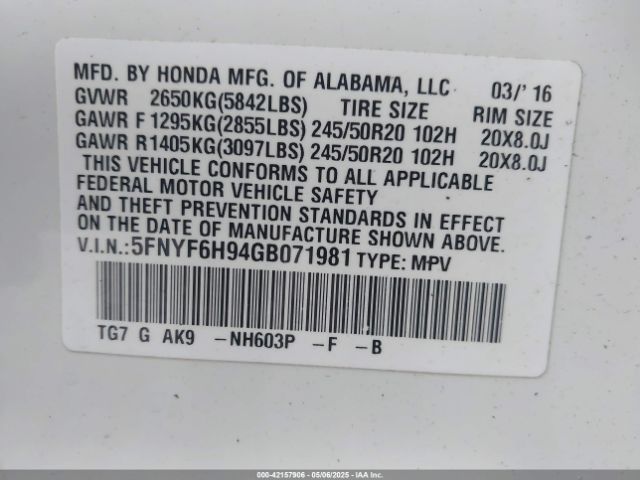 MFD. BY HONDA MFG. OF ALABAMA, LLC 03/' 16
GVWR 2650KG(5842LBS) TIRE SIZE RIM SIZE
GAWR F 1295KG(2855LBS) 245/50R20 102H 20X8.0J
GAWR R1405KG(3097LBS) 245/50R20 102H 20X8.0J
THIS VEHICLE CONFORMS TO ALL APPLICABLE
FEDERAL MOTOR VEHICLE SAFETY
AND THEFT PREVENTION STANDARDS IN EFFECT
ON THE DATE OF MANUFACTURE SHOWN ABOVE.
V.I.N.:5FNYF6H94GB071981 TYPE: MPV
TG7 G AK9 -NH603P -F -B
000-42157906 - 05/06/2025 - IAAI.COM